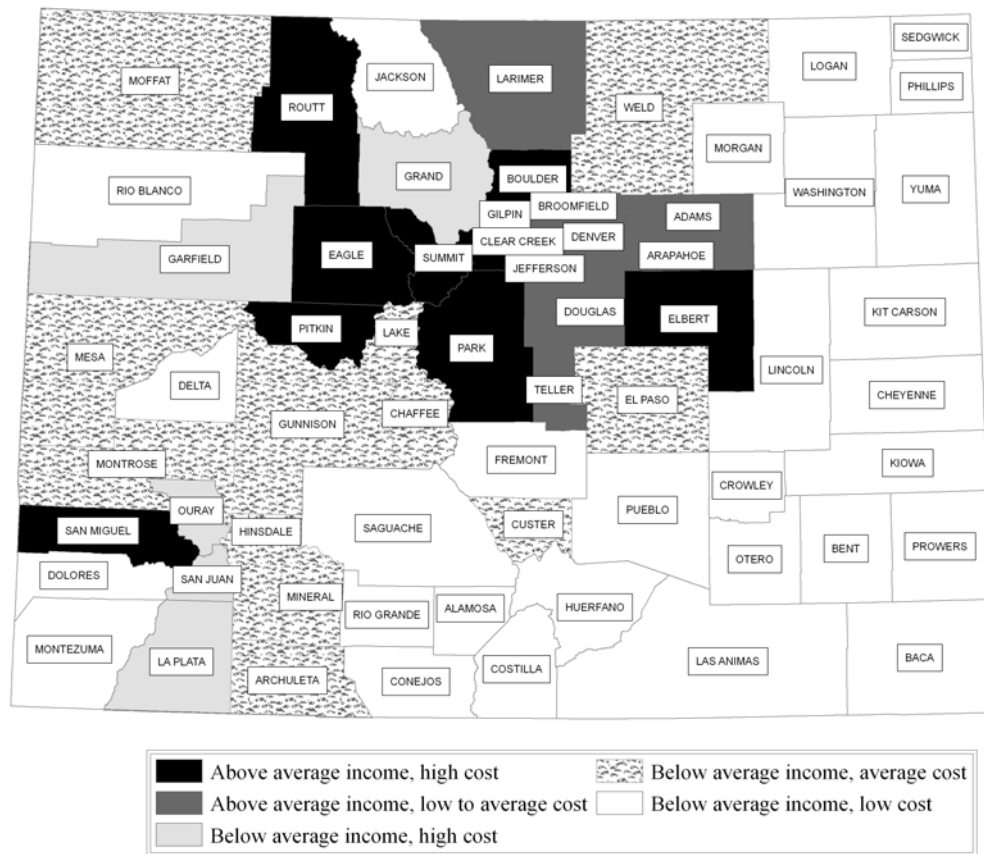 SEDGWICK
LOGAN
JACKSON
LARIMER
MOFFAT
PHILLIPS
ROUTT
WELD
MORGAN
GRAND
BOULDER
RIO BLANCO
WASHINGTON
YUMA
BROOMFIELD
GILPIN
ADAMS
DENVER
CLEAR CREEK
GARFIELD
EAGLE
SUMMIT
ARAPAHOE
JEFFERSON
DOUGLAS
KIT CARSON
ELBERT
PITKIN
LAKE
PARK
MESA
LINCOLN
DELTA
TELLER
CHEYENNE
EL PASO
CHAFFEE
GUNNISON
FREMONT
MONTROSE
KIOWA
CROWLEY
OURAY
PUEBLO
SAN MIGUEL
HINSDALE
SAGUACHE
CUSTER
PROWERS
BENT
OTERO
DOLORES
SAN JUAN
MINERAL
ALAMOSA
HUERFANO
RIO GRANDE
MONTEZUMA
LA PLATA
BACA
LAS ANIMAS
COSTILLA
ARCHULETA
CONEJOS
Above average income, high cost
Below average income, average cost
Above average income, low to average cost
Below average income, low cost
Below average income, high cost